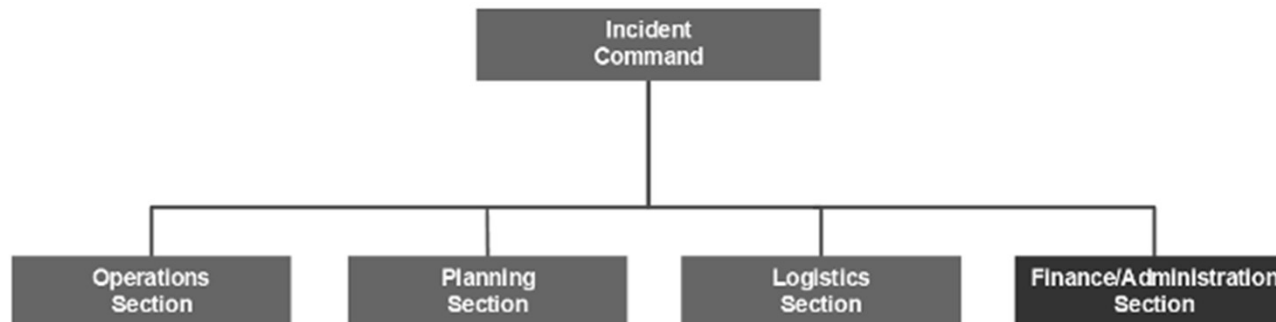 Incident
Command
Operations
Section
Planning
Section
Logistics
Section
Finance/Administration
Section